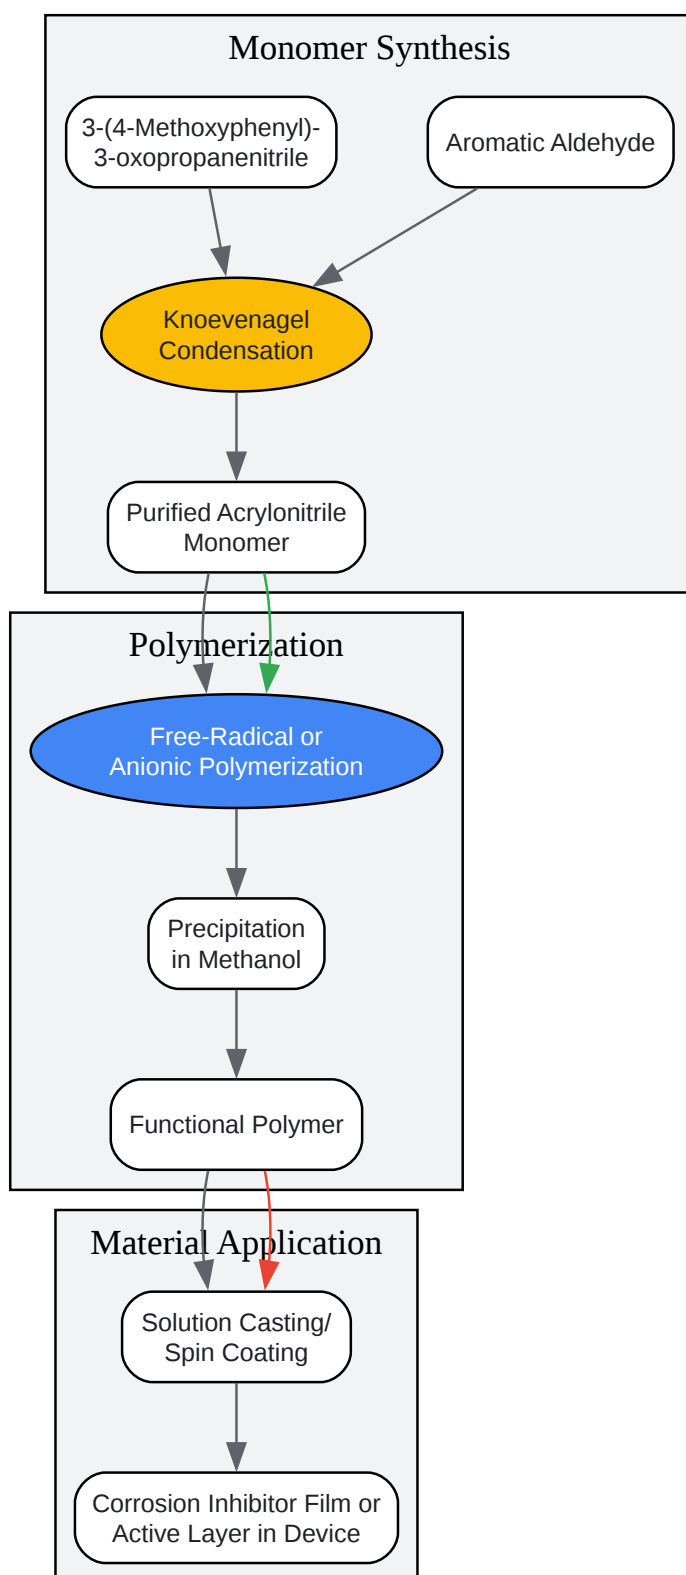 Monomer Synthesis
3-(4-Methoxyphenyl)-
3-oxopropanenitrile
Aromatic Aldehyde
Knoevenagel
Condensation
Purified Acrylonitrile
Monomer
Polymerization
Free-Radical or
Anionic Polymerization
Precipitation
in Methanol
Functional Polymer
Material Application
Solution Casting/
Spin Coating
Corrosion Inhibitor Film or
Active Layer in Device